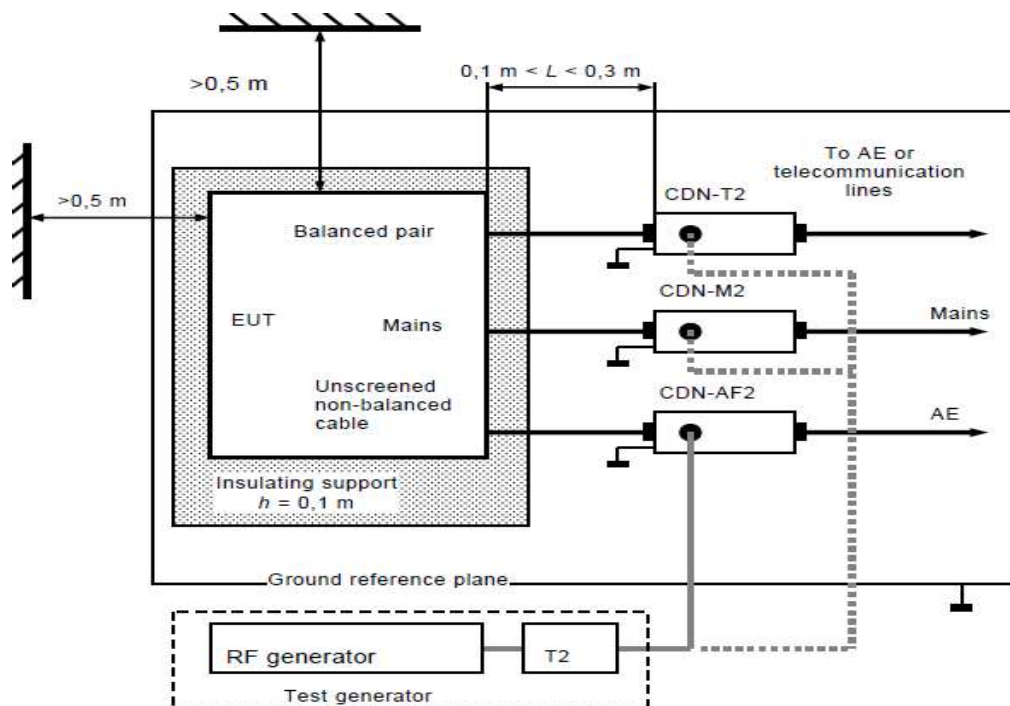 >0,5 m
0,1 m < L < 0,3 m
>0,5 m
To AE or
telecommunication
lines
CDN-T2
Balanced pair
CDN-M2
EUT
Mains
Mains
Unscreened
non-balanced
cable
CDN-AF2
AE
Insulating support
h = 0,1 m
Ground reference plane
RF generator
T2
Test generator